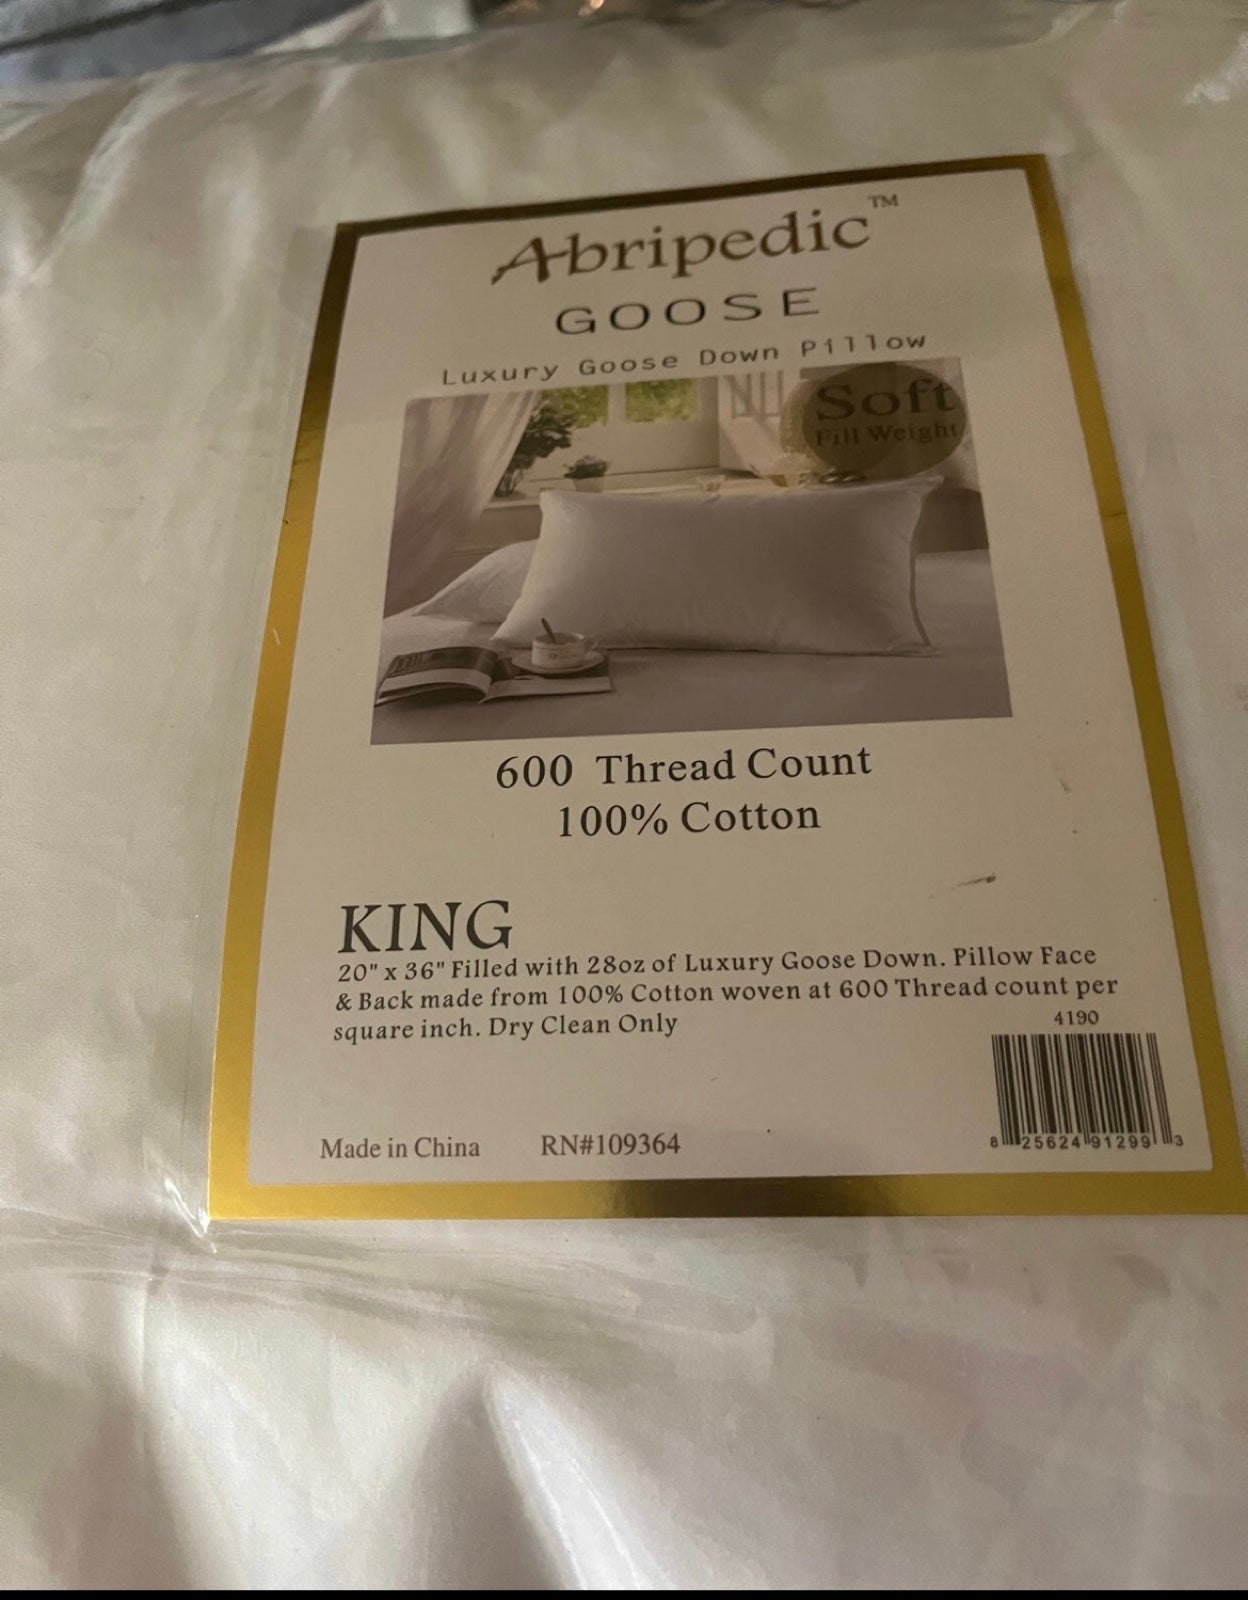 Abripedic™
GOOSE
Luxury Goose Down Pillow
Soft
Fill Weight
600 Thread Count
100% Cotton
KING
20" x 36" Filled with 28oz of Luxury Goose Down. Pillow Face
& Back made from 100% Cotton woven at 600 Thread count per
square inch. Dry Clean Only
4190
Made in China RN#109364
8 25624 91299 3